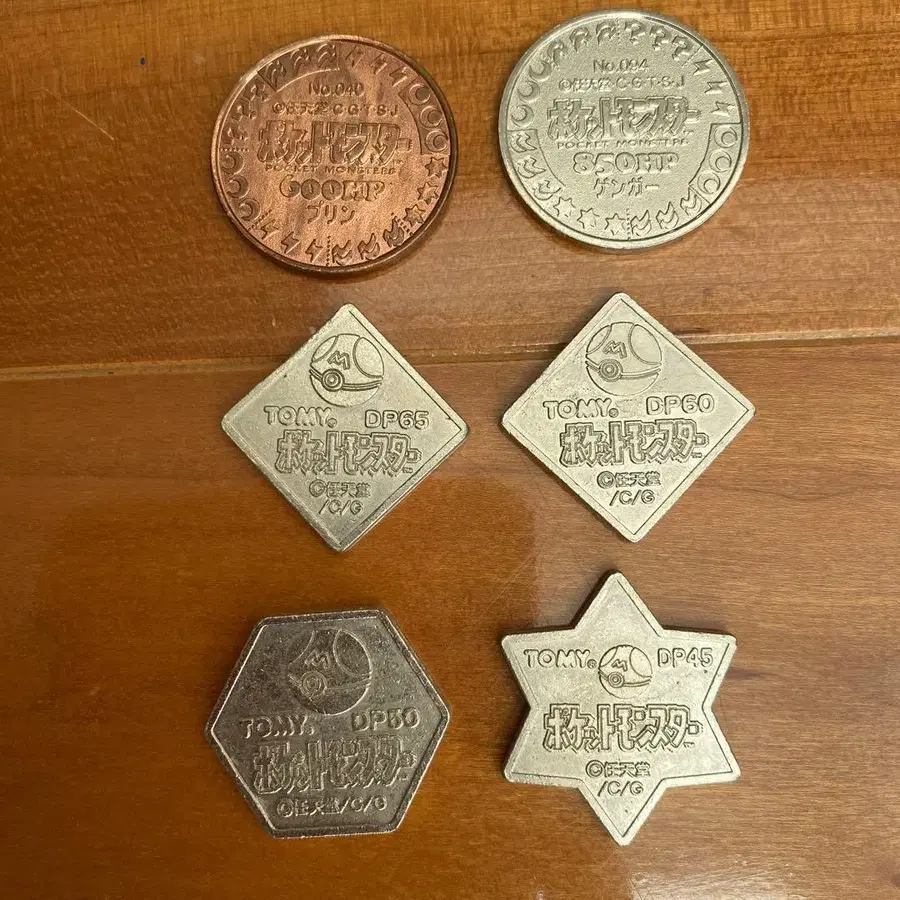 No.040
©任天堂・C・G・T・S・J
ポケットモンスター
POCKET MONSTERS
600HP
プリン
No.094
©任天堂・C・G・T・S・J
ポケットモンスター
POCKET MONSTERS
850HP
ゲンガー
M
TOMY® DP65
ポケットモンスター
©任天堂
/C/G
M
TOMY® DP60
ポケットモンスター
©任天堂
/C/G
M
TOMY® DP50
ポケットモンスター
©任天堂/C/G
M
TOMY® DP45
ポケットモンスター
©任天堂
/C/G